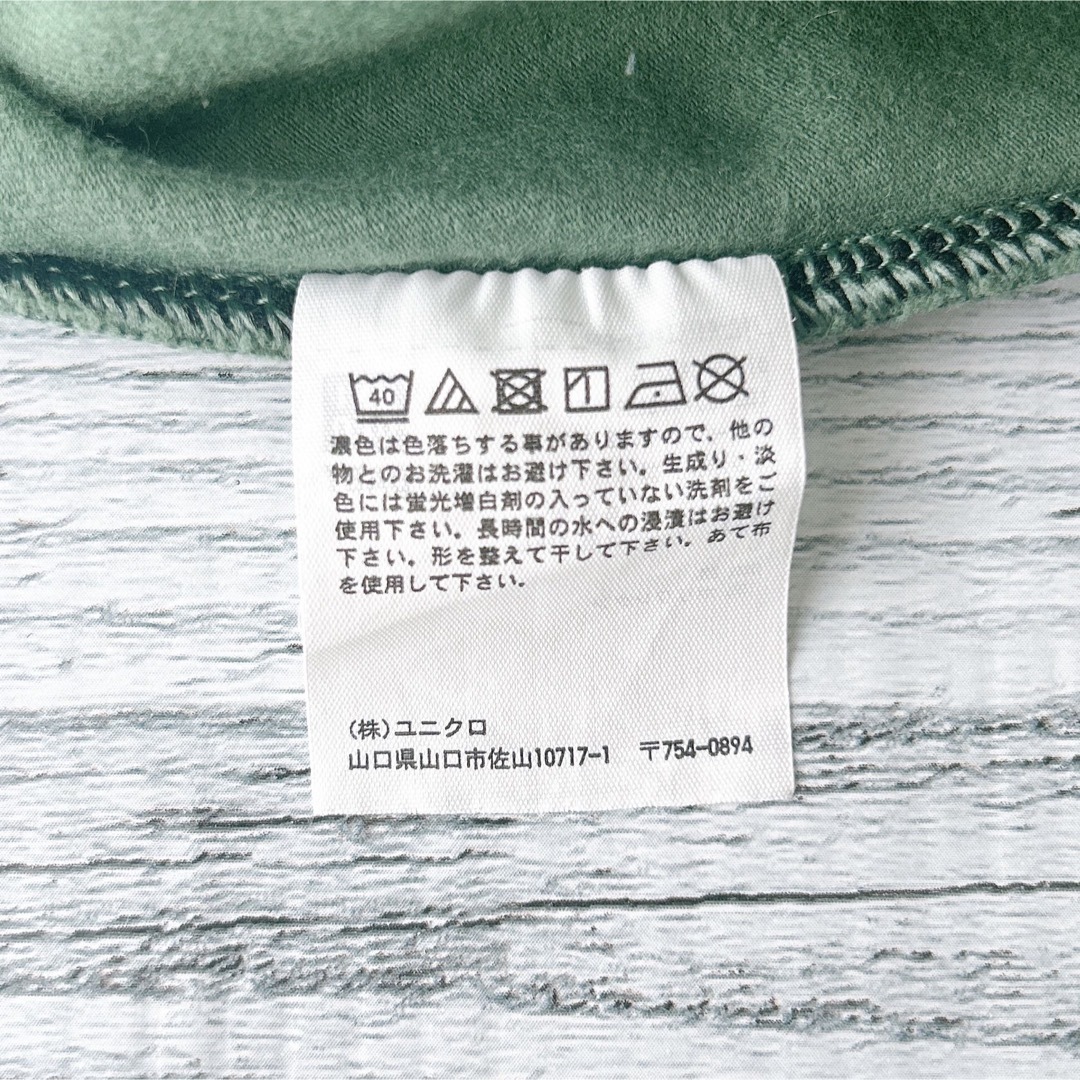 40
濃色は色落ちする事がありますので、他の
物とのお洗濯はお避け下さい。生成り・淡
色には蛍光増白剤の入っていない洗剤をご
使用下さい。長時間の水への浸漬はお避け
下さい。形を整えて干して下さい。あて布
を使用して下さい。
(株)ユニクロ
山口県山口市佐山10717-1 〒754-0894